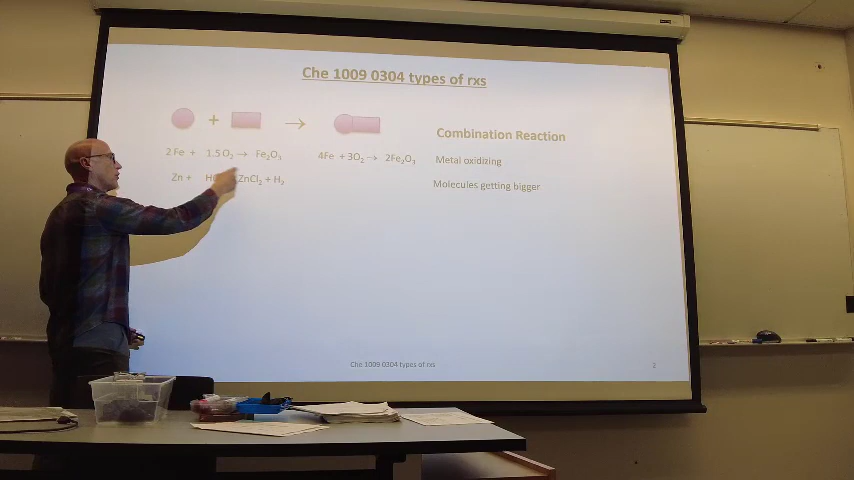 Che 1009 0304 types of rxs
+ →
Combination Reaction
2 Fe + 1.5 O₂ → Fe₂O₃ 4Fe + 3O₂ → 2Fe₂O₃ Metal oxidizing
Zn + ZnCl₂ + H₂ Molecules getting bigger
Che 1009 0304 types of rxs